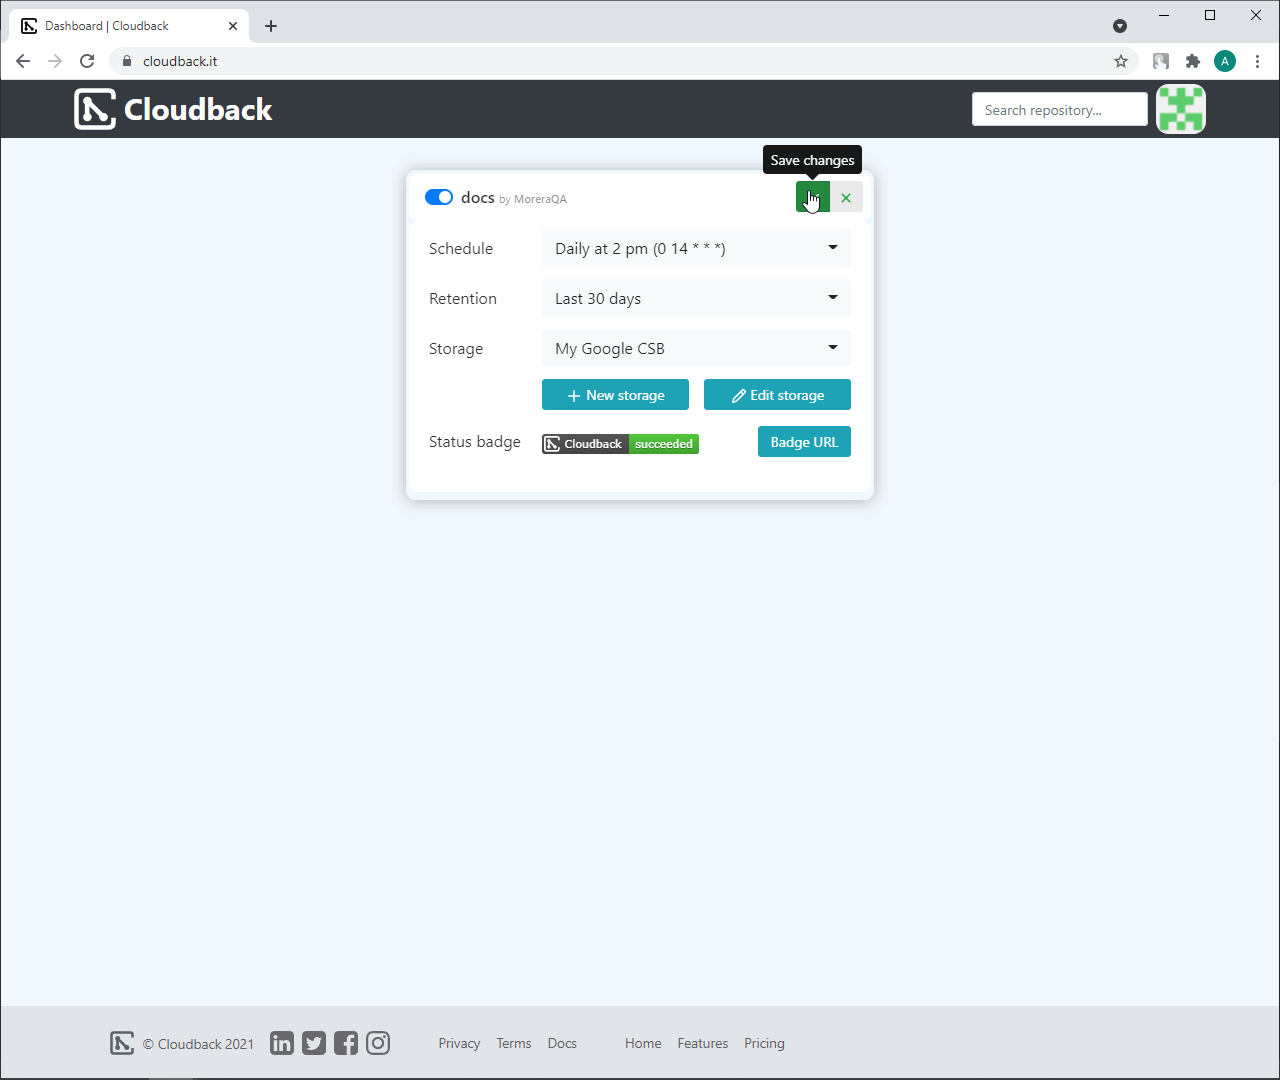 Dashboard | Cloudback
cloudback.it
A
Cloudback
Search repository...
Save changes
docs by MoreraQA
Schedule
Daily at 2 pm (0 14 * * *)
Retention
Last 30 days
Storage
My Google CSB
New storage
Edit storage
Status badge
Cloudback succeeded
Badge URL
© Cloudback 2021
Privacy Terms Docs
Home Features Pricing